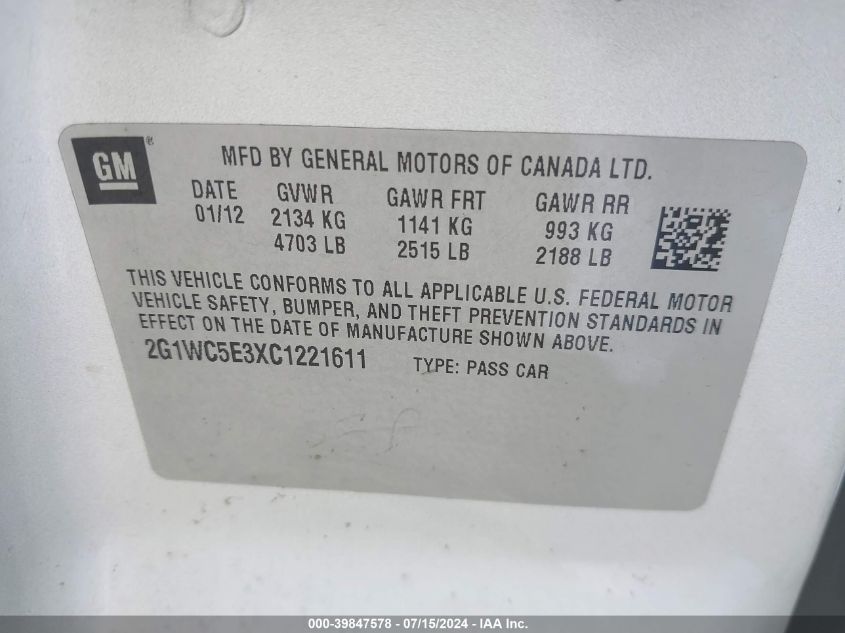 GM ®
MFD BY GENERAL MOTORS OF CANADA LTD.
DATE GVWR GAWR FRT GAWR RR
01/12 2134 KG 1141 KG 993 KG
4703 LB 2515 LB 2188 LB
THIS VEHICLE CONFORMS TO ALL APPLICABLE U.S. FEDERAL MOTOR
VEHICLE SAFETY, BUMPER, AND THEFT PREVENTION STANDARDS IN
EFFECT ON THE DATE OF MANUFACTURE SHOWN ABOVE.
2G1WC5E3XC1221611 TYPE: PASS CAR
000-39847578 - 07/15/2024 - IAA Inc.